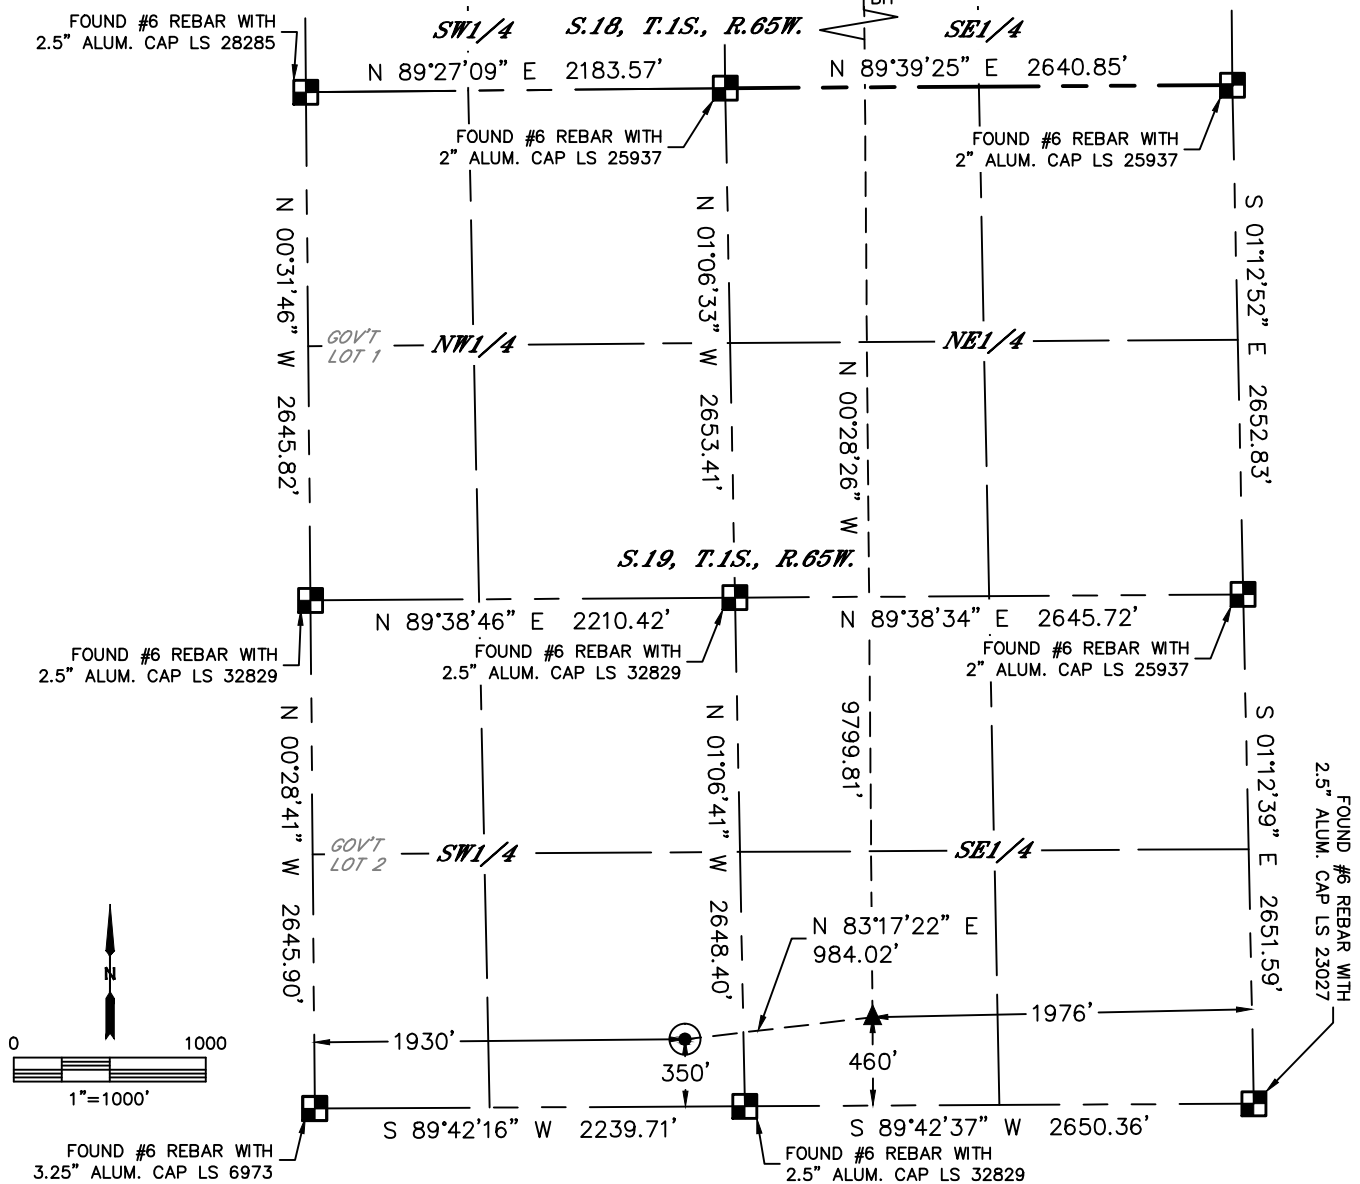 BH
FOUND #6 REBAR WITH
2.5" ALUM. CAP LS 28285
SW1/4
S.18, T.1S., R.65W.
SE1/4
N 89°27'09" E 2183.57'
N 89°39'25" E 2640.85'
FOUND #6 REBAR WITH
2" ALUM. CAP LS 25937
FOUND #6 REBAR WITH
2" ALUM. CAP LS 25937
N 00°31'46" W 2645.82'
N 01°06'33" W 2653.41'
S 01°12'52" E 2652.83'
GOV'T
LOT 1
NW1/4
NE1/4
N 00°28'26" W 9799.81'
S.19, T.1S., R.65W.
N 89°38'46" E 2210.42'
N 89°38'34" E 2645.72'
FOUND #6 REBAR WITH
2.5" ALUM. CAP LS 32829
FOUND #6 REBAR WITH
2.5" ALUM. CAP LS 32829
FOUND #6 REBAR WITH
2" ALUM. CAP LS 25937
N 00°28'41" W 2645.90'
N 01°06'41" W 2648.40'
S 01°12'39" E 2651.59'
FOUND #6 REBAR WITH
2.5" ALUM. CAP LS 23027
GOV'T
LOT 2
SW1/4
SE1/4
N 83°17'22" E
984.02'
N
0 1000
1"=1000'
1930'
1976'
350'
460'
S 89°42'16" W 2239.71'
S 89°42'37" W 2650.36'
FOUND #6 REBAR WITH
3.25" ALUM. CAP LS 6973
FOUND #6 REBAR WITH
2.5" ALUM. CAP LS 32829